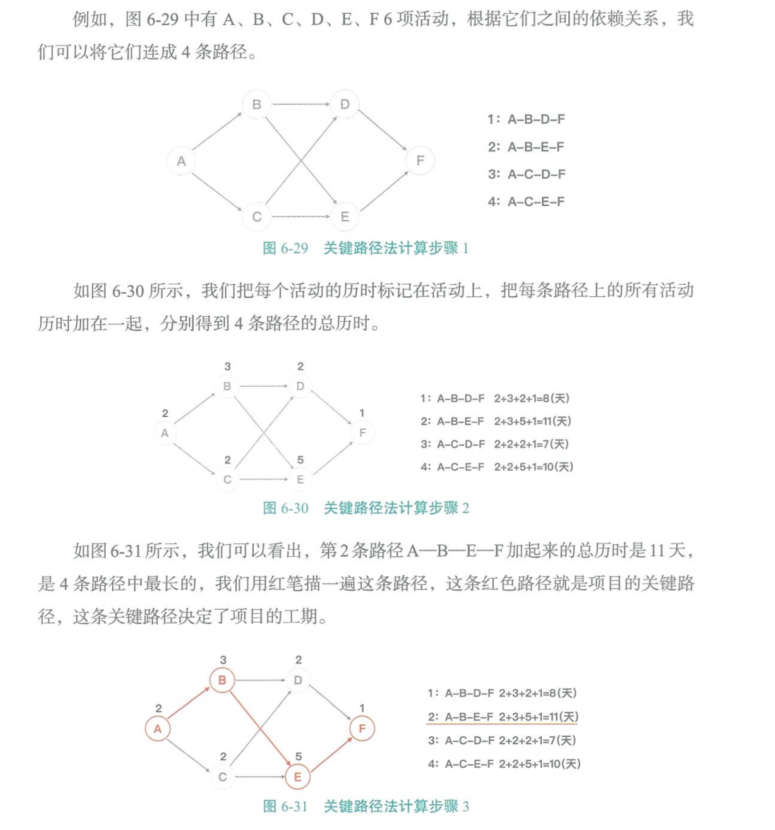 例如，图 6-29 中有 A、B、C、D、E、F 6 项活动，根据它们之间的依赖关系，我
们可以将它们连成 4 条路径。
B
D
A
F
C
E
1：A–B–D–F
2：A–B–E–F
3：A–C–D–F
4：A–C–E–F
图 6-29 关键路径法计算步骤 1
如图 6-30 所示，我们把每个活动的历时标记在活动上，把每条路径上的所有活动
历时加在一起，分别得到 4 条路径的总历时。
3
2
B
D
2
1
A
F
2
5
C
E
1：A–B–D–F 2+3+2+1=8(天)
2：A–B–E–F 2+3+5+1=11(天)
3：A–C–D–F 2+2+2+1=7(天)
4：A–C–E–F 2+2+5+1=10(天)
图 6-30 关键路径法计算步骤 2
如图 6-31 所示，我们可以看出，第 2 条路径 A—B—E—F 加起来的总历时是 11 天，
是 4 条路径中最长的，我们用红笔描一遍这条路径，这条红色路径就是项目的关键路
径，这条关键路径决定了项目的工期。
3
2
B
D
2
1
A
F
2
5
C
E
1：A–B–D–F 2+3+2+1=8(天)
2：A–B–E–F 2+3+5+1=11(天)
3：A–C–D–F 2+2+2+1=7(天)
4：A–C–E–F 2+2+5+1=10(天)
图 6-31 关键路径法计算步骤 3